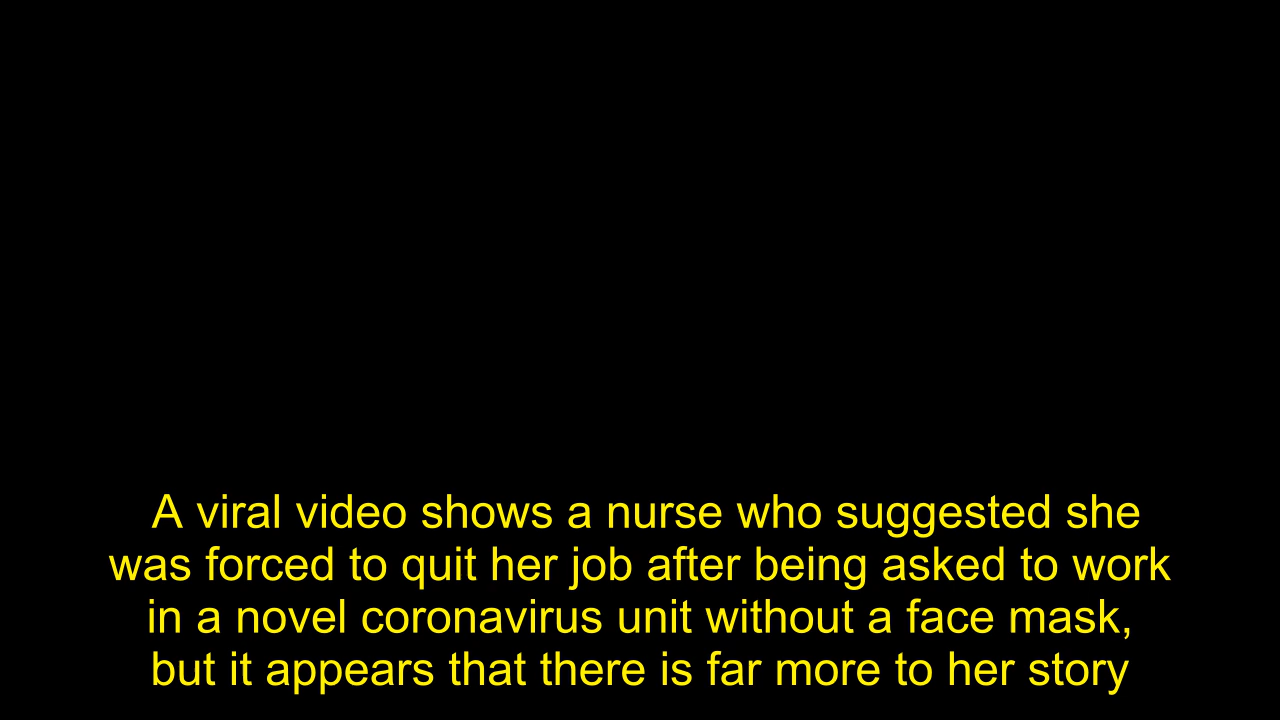 A viral video shows a nurse who suggested she
was forced to quit her job after being asked to work
in a novel coronavirus unit without a face mask,
but it appears that there is far more to her story